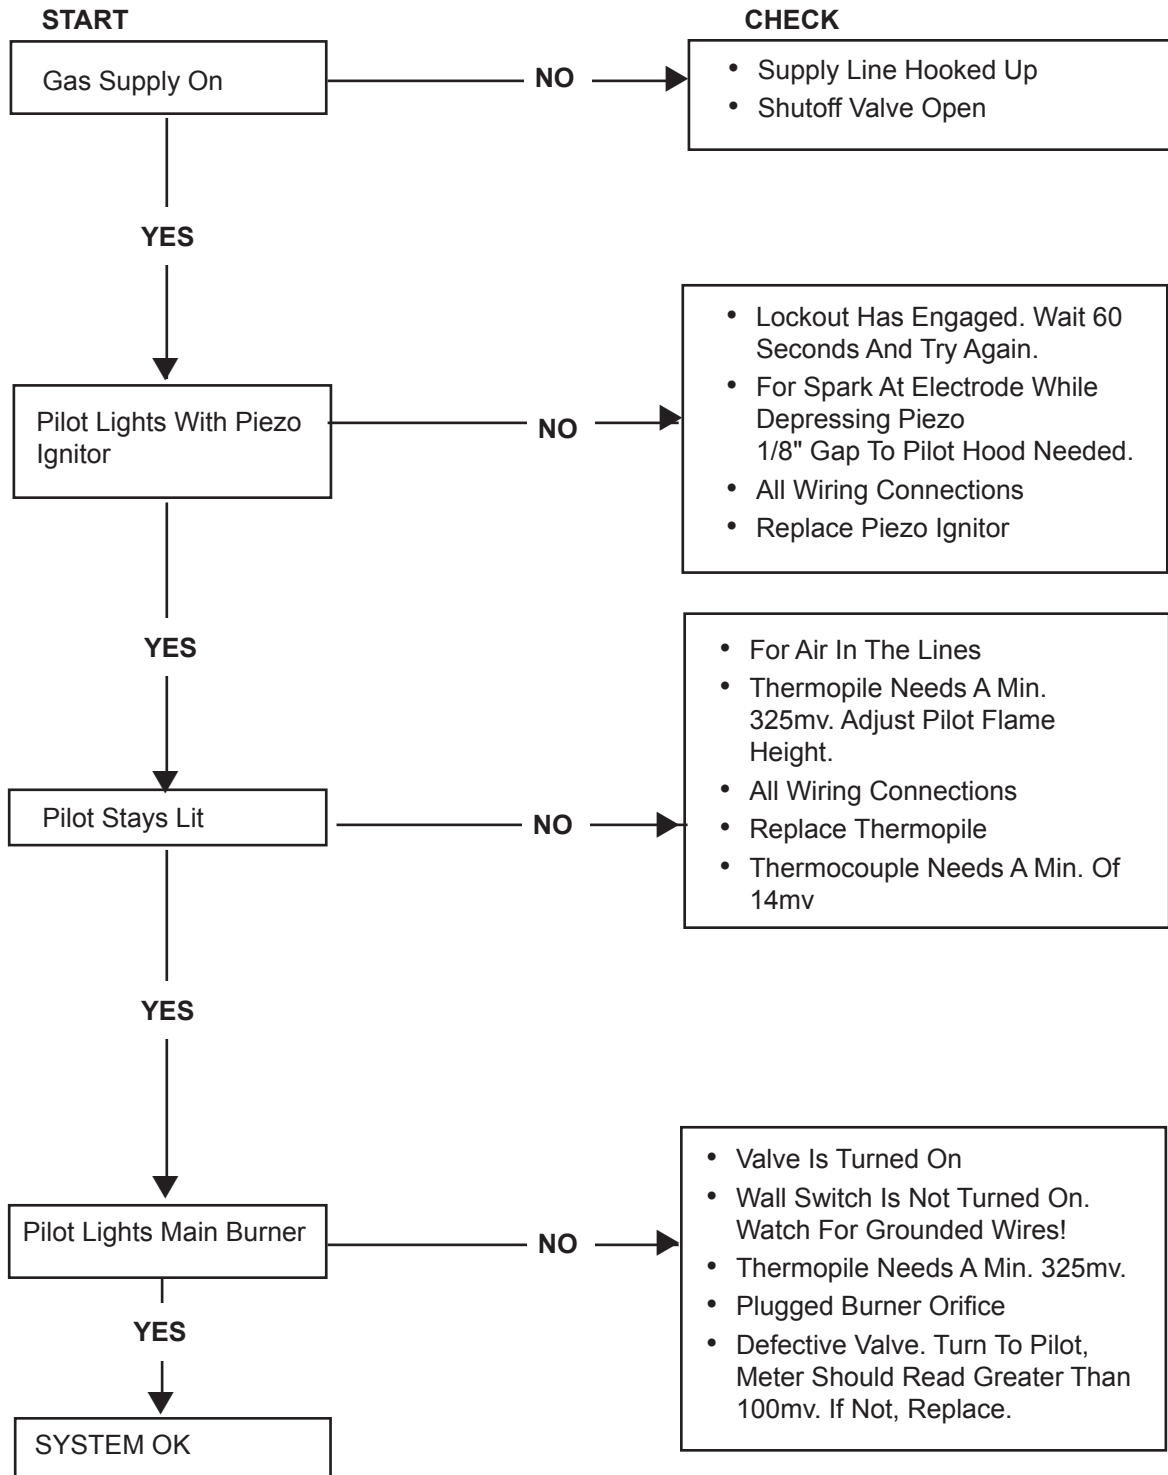 START
CHECK
Gas Supply On
NO
• Supply Line Hooked Up
• Shutoff Valve Open
YES
Pilot Lights With Piezo
Ignitor
NO
• Lockout Has Engaged. Wait 60
Seconds And Try Again.
• For Spark At Electrode While
Depressing Piezo
1/8" Gap To Pilot Hood Needed.
• All Wiring Connections
• Replace Piezo Ignitor
YES
Pilot Stays Lit
NO
• For Air In The Lines
• Thermopile Needs A Min.
325mv. Adjust Pilot Flame
Height.
• All Wiring Connections
• Replace Thermopile
• Thermocouple Needs A Min. Of
14mv
YES
Pilot Lights Main Burner
NO
• Valve Is Turned On
• Wall Switch Is Not Turned On.
Watch For Grounded Wires!
• Thermopile Needs A Min. 325mv.
• Plugged Burner Orifice
• Defective Valve. Turn To Pilot,
Meter Should Read Greater Than
100mv. If Not, Replace.
YES
SYSTEM OK